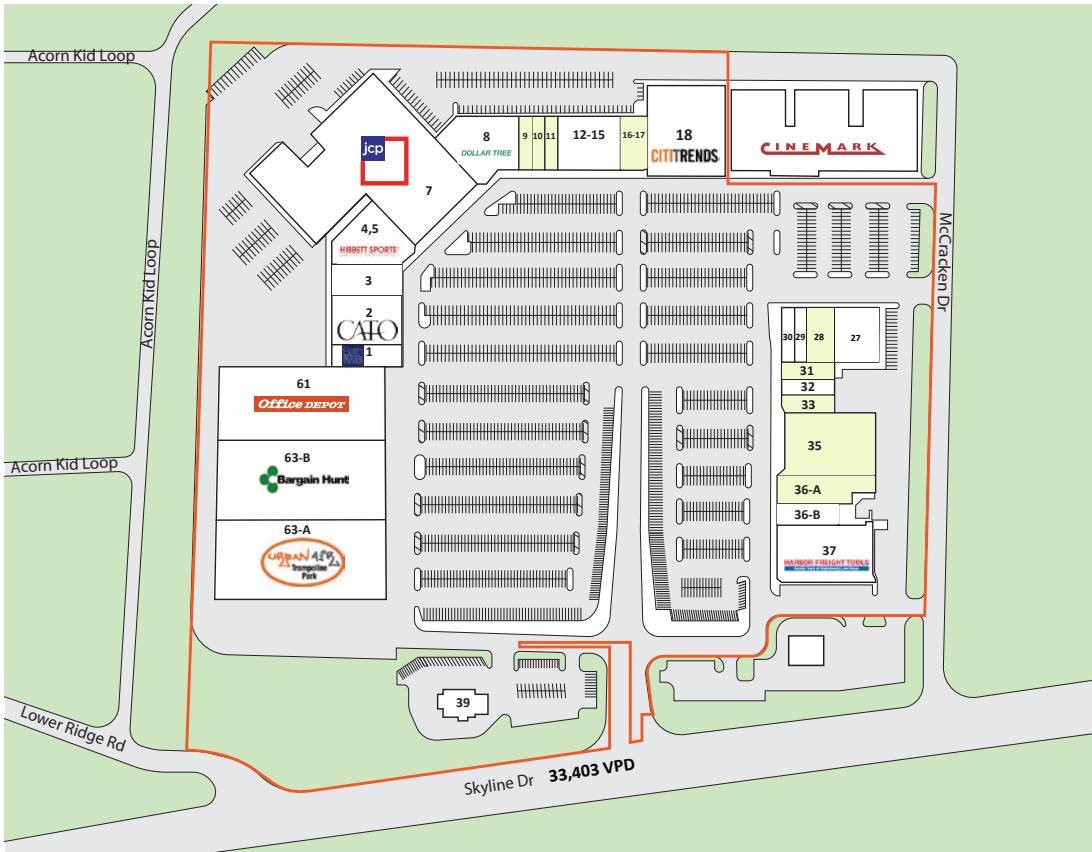 Acorn Kid Loop
jcp
8
DOLLAR TREE
9
10
11
12-15
16-17
18
CITITRENDS
CINEMARK
7
4,5
HIBBETT SPORTS
3
2
CATO
1
McCracken Dr
Acorn Kid Loop
30
29
28
27
31
32
33
61
Office DEPOT
35
Acorn Kid Loop
63-B
Bargain Hunt
36-A
36-B
63-A
URBAN AIR
Trampoline
Park
37
HARBOR FREIGHT TOOLS
39
Lower Ridge Rd
Skyline Dr 33,403 VPD